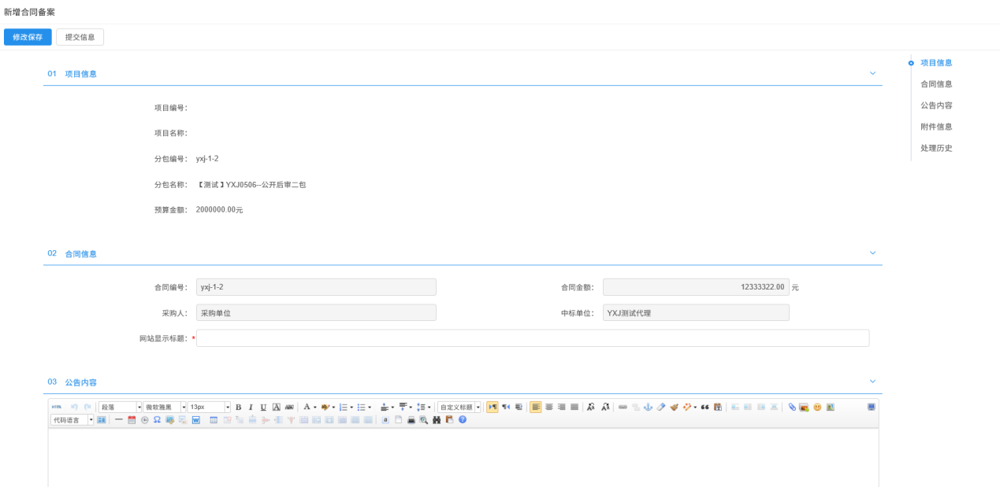 新增合同备案
修改保存 提交信息
01 项目信息
项目编号:
项目名称:
分包编号: yxj-1-2
分包名称: 【测试】YXJ0506--公开后审二包
预算金额: 2000000.00元
02 合同信息
合同编号: yxj-1-2 合同金额: 12333322.00 元
采购人: 采购单位 中标单位: YXJ测试代理
网站显示标题: *
03 公告内容
HTML 段落 微软雅黑 13px B I U A ABC A 自定义标题
代码语言
项目信息
合同信息
公告内容
附件信息
处理历史